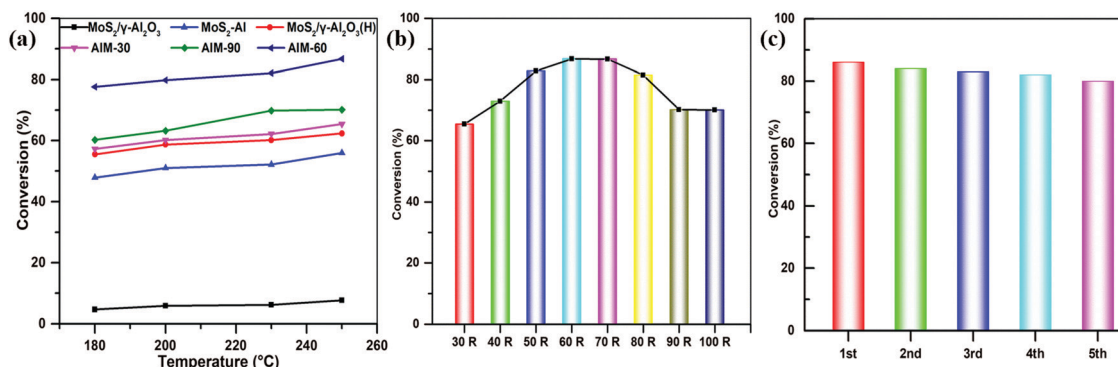 (a)
MoS₂/γ-Al₂O₃ MoS₂-Al MoS₂/γ-Al₂O₃(H)
AIM-30 AIM-90 AIM-60
Conversion (%)
100
80
60
40
20
0
180 200 220 240 260
Temperature (°C)
(b)
Conversion (%)
100
80
60
40
20
0
30 R 40 R 50 R 60 R 70 R 80 R 90 R 100 R
(c)
Conversion (%)
100
80
60
40
20
0
1st 2nd 3rd 4th 5th